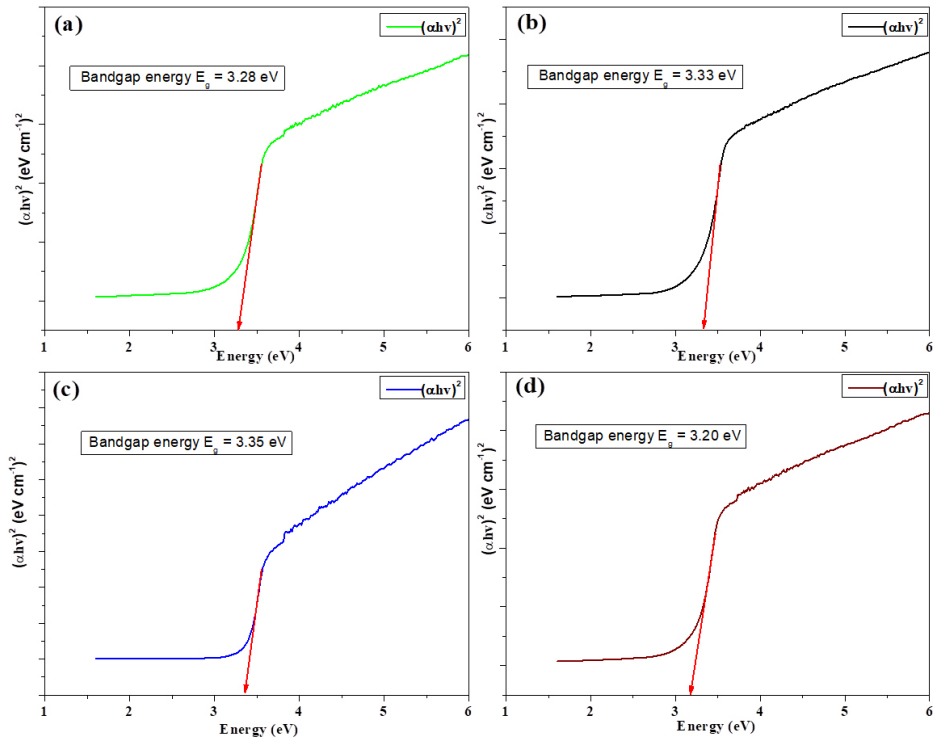 (a)
(αhν)²
Bandgap energy E_g = 3.28 eV
(αhν)² (eV cm⁻¹)²
1 2 3 4 5 6
Energy (eV)
(b)
(αhν)²
Bandgap energy E_g = 3.33 eV
(αhν)² (eV cm⁻¹)²
1 2 3 4 5 6
Energy (eV)
(c)
(αhν)²
Bandgap energy E_g = 3.35 eV
(αhν)² (eV cm⁻¹)²
1 2 3 4 5 6
Energy (eV)
(d)
(αhν)²
Bandgap energy E_g = 3.20 eV
(αhν)² (eV cm⁻¹)²
1 2 3 4 5 6
Energy (eV)